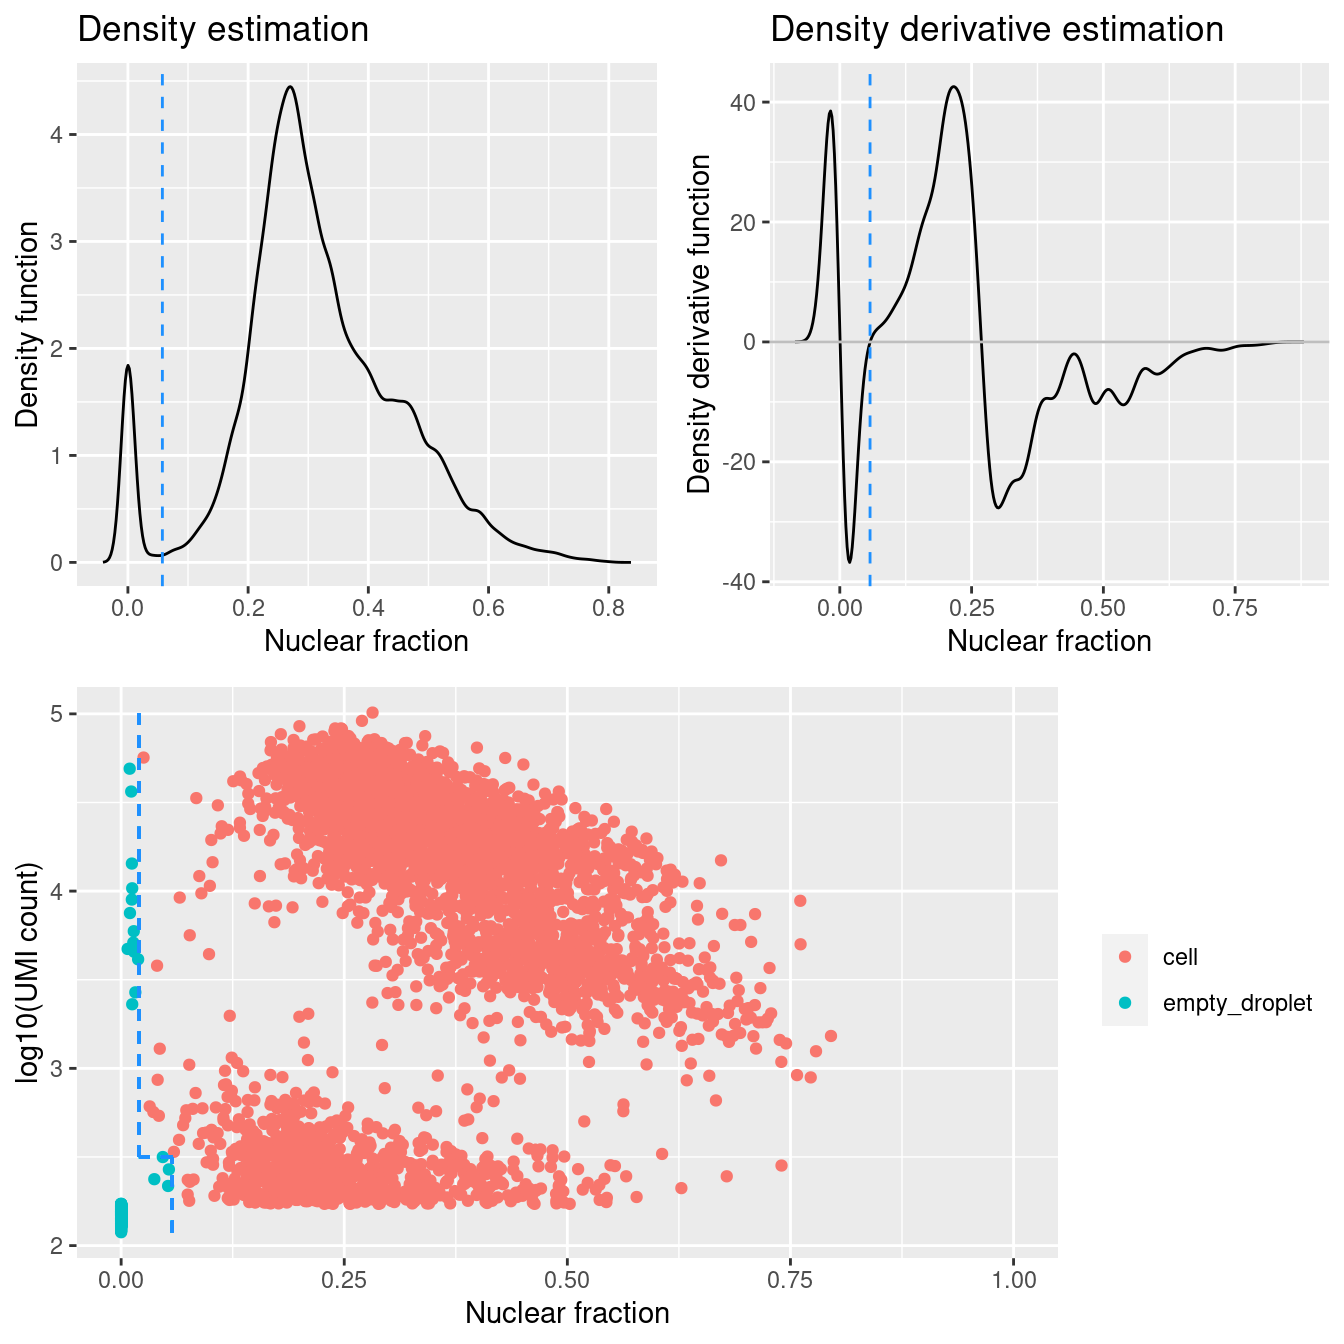 Density estimation
Density function
4
3
2
1
0
0.0 0.2 0.4 0.6 0.8
Nuclear fraction
Density derivative estimation
Density derivative function
40
20
0
-20
-40
0.00 0.25 0.50 0.75
Nuclear fraction
log10(UMI count)
5
4
3
2
0.00 0.25 0.50 0.75 1.00
Nuclear fraction
cell
empty_droplet